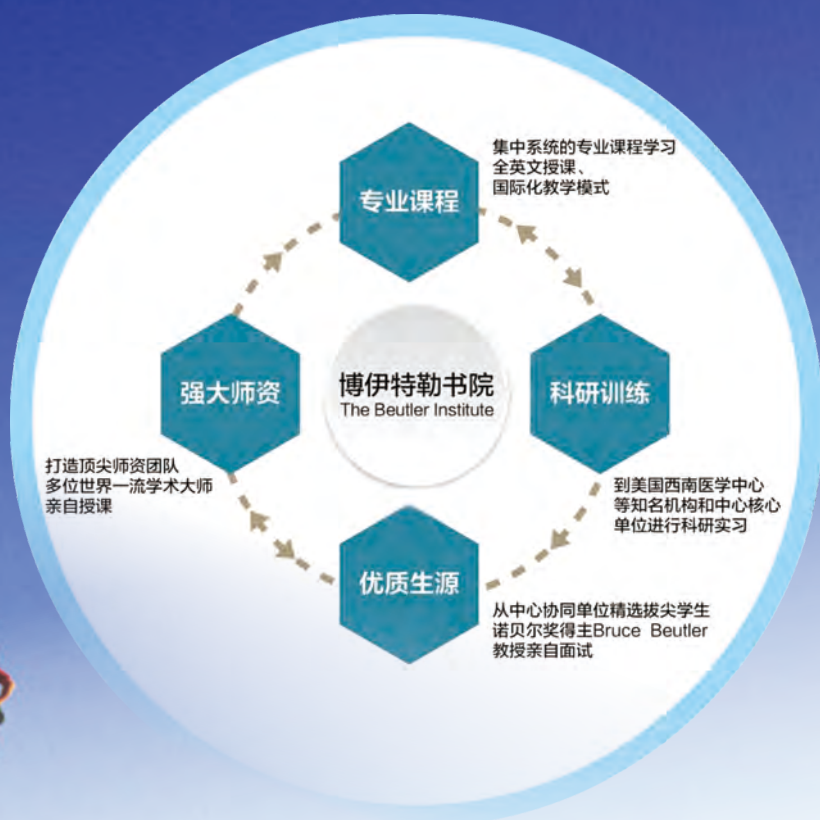 集中系统的专业课程学习
全英文授课、
国际化教学模式
专业课程
强大师资
博伊特勒书院
The Beutler Institute
科研训练
打造顶尖师资团队
多位世界一流学术大师
亲自授课
到美国西南医学中心
等知名机构和中心核心
单位进行科研实习
优质生源
从中心协同单位精选拔尖学生
诺贝尔奖得主Bruce Beutler
教授亲自面试